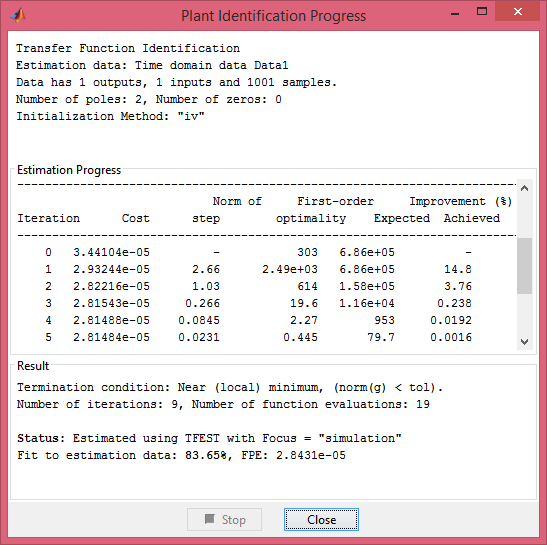 Plant Identification Progress
Transfer Function Identification
Estimation data: Time domain data Data1
Data has 1 outputs, 1 inputs and 1001 samples.
Number of poles: 2, Number of zeros: 0
Initialization Method: "iv"
Estimation Progress
Norm of First-order Improvement (%)
Iteration Cost step optimality Expected Achieved
0 3.44104e-05 - 303 6.86e+05 -
1 2.93244e-05 2.66 2.49e+03 6.86e+05 14.8
2 2.82216e-05 1.03 614 1.58e+05 3.76
3 2.81543e-05 0.266 19.6 1.16e+04 0.238
4 2.81488e-05 0.0845 2.27 953 0.0192
5 2.81484e-05 0.0231 0.445 79.7 0.0016
Result
Termination condition: Near (local) minimum, (norm(g) < tol).
Number of iterations: 9, Number of function evaluations: 19
Status: Estimated using TFEST with Focus = "simulation"
Fit to estimation data: 83.65%, FPE: 2.8431e-05
Stop Close